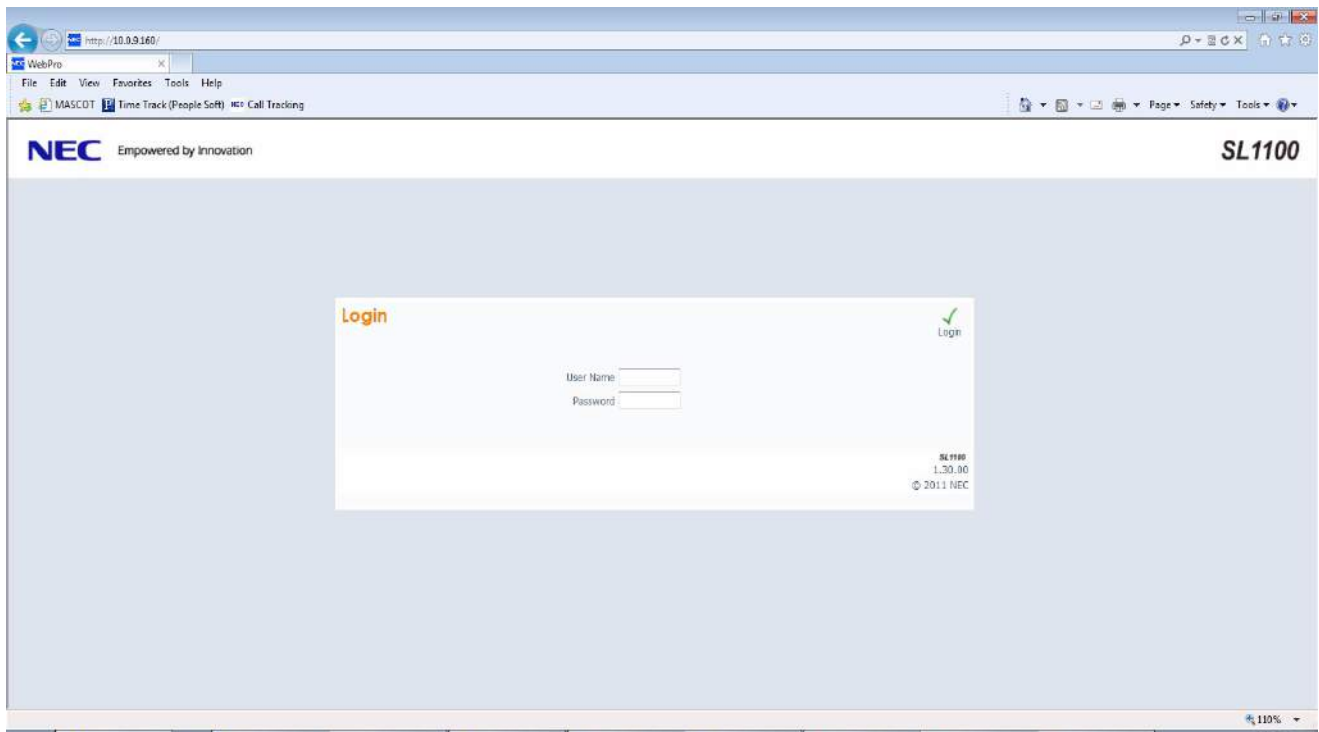 http://10.0.9.160/
WebPro
File Edit View Favorites Tools Help
MASCOT Time Track (People Soft) NEC Call Tracking
Page Safety Tools
NEC Empowered by Innovation
SL1100
Login
Login
User Name
Password
SL1100
1.30.00
© 2011 NEC
110%